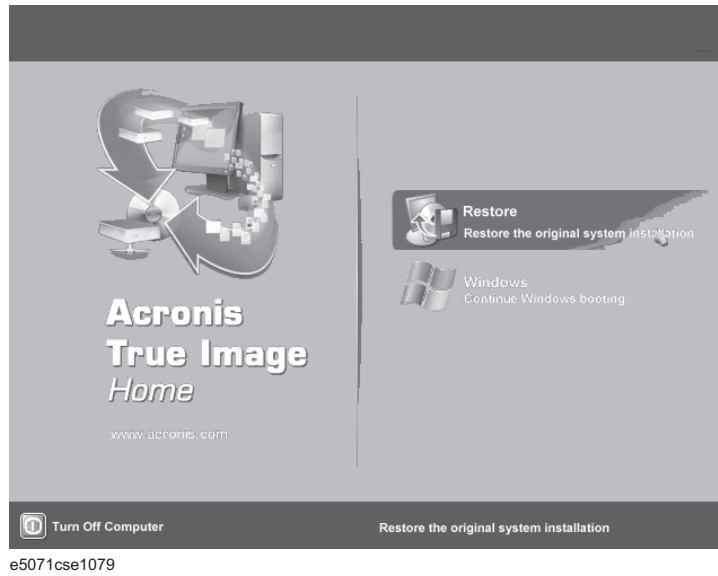 Acronis
True Image
Home
www.acronis.com
Restore
Restore the original system installation
Windows
Continue Windows booting
Turn Off Computer
Restore the original system installation
e5071cse1079